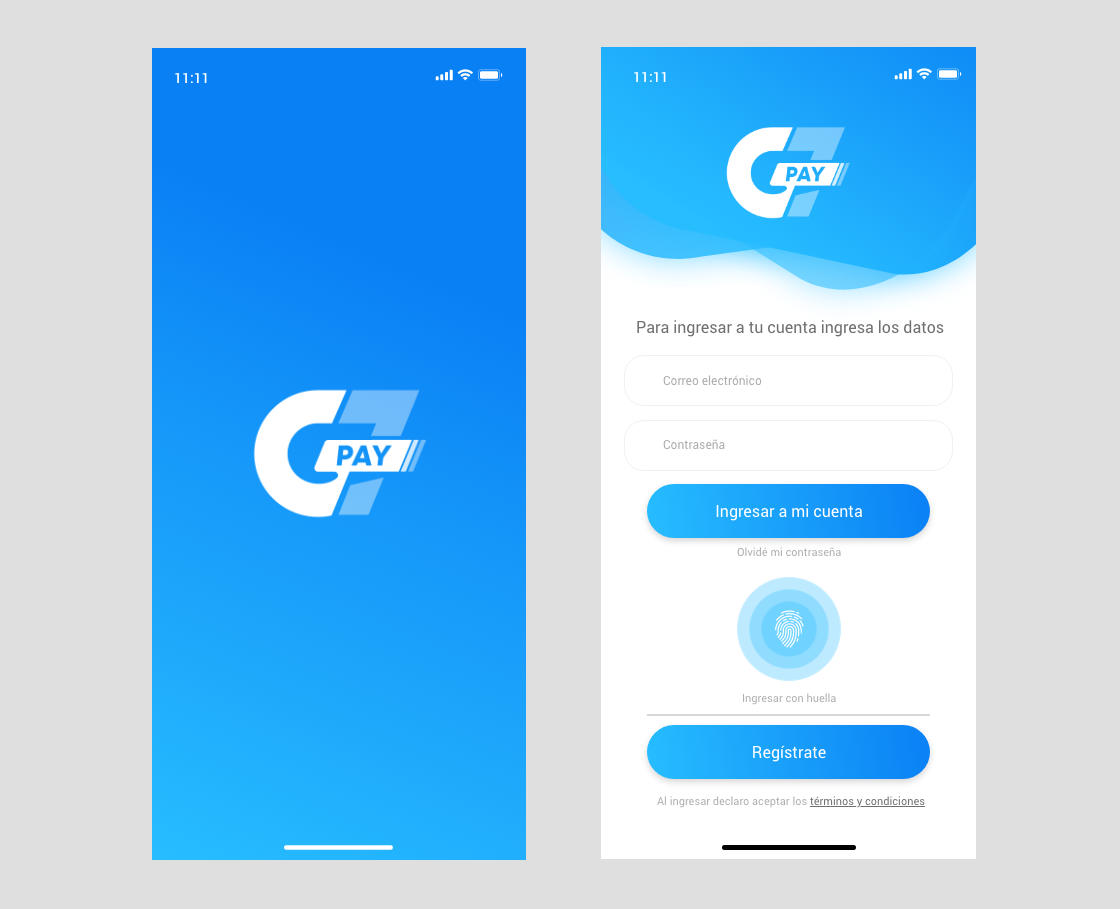 11:11
PAY
11:11
PAY
Para ingresar a tu cuenta ingresa los datos
Correo electrónico
Contraseña
Ingresar a mi cuenta
Olvidé mi contraseña
Ingresar con huella
Regístrate
Al ingresar declaro aceptar los términos y condiciones